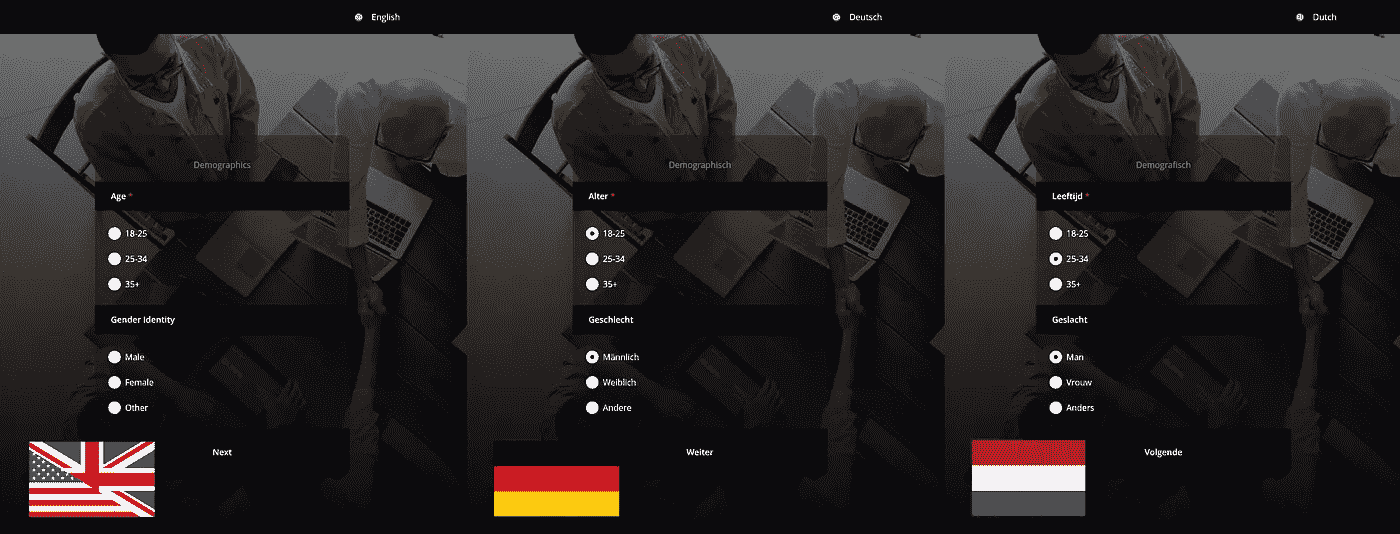 English
Demographics
Age *
18-25
25-34
35+
Gender Identity
Male
Female
Other
Next
Deutsch
Demographisch
Alter *
18-25
25-34
35+
Geschlecht
Männlich
Weiblich
Andere
Weiter
Dutch
Demografisch
Leeftijd *
18-25
25-34
35+
Geslacht
Man
Vrouw
Anders
Volgende